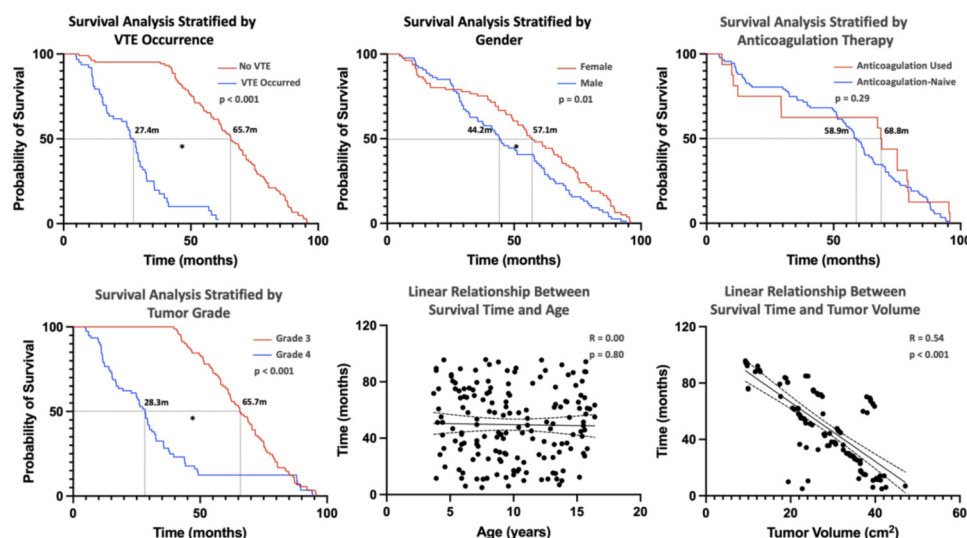 Survival Analysis Stratified by
VTE Occurrence
Probability of Survival
100
50
0
No VTE
VTE Occurred
p < 0.001
27.4m
65.7m
*
0
50
100
Time (months)
Survival Analysis Stratified by
Gender
Probability of Survival
100
50
0
Female
Male
p = 0.01
44.2m
57.1m
*
0
50
100
Time (months)
Survival Analysis Stratified by
Anticoagulation Therapy
Probability of Survival
100
50
0
Anticoagulation Used
Anticoagulation-Naive
p = 0.29
58.9m
68.8m
0
50
100
Time (months)
Survival Analysis Stratified by
Tumor Grade
Probability of Survival
100
50
0
Grade 3
Grade 4
p < 0.001
28.3m
65.7m
*
0
50
100
Time (months)
Linear Relationship Between
Survival Time and Age
Time (months)
120
80
40
0
R = 0.00
p = 0.80
0
5
10
15
20
Age (years)
Linear Relationship Between
Survival Time and Tumor Volume
Time (months)
120
80
40
0
R = 0.54
p < 0.001
0
20
40
60
Tumor Volume (cm²)